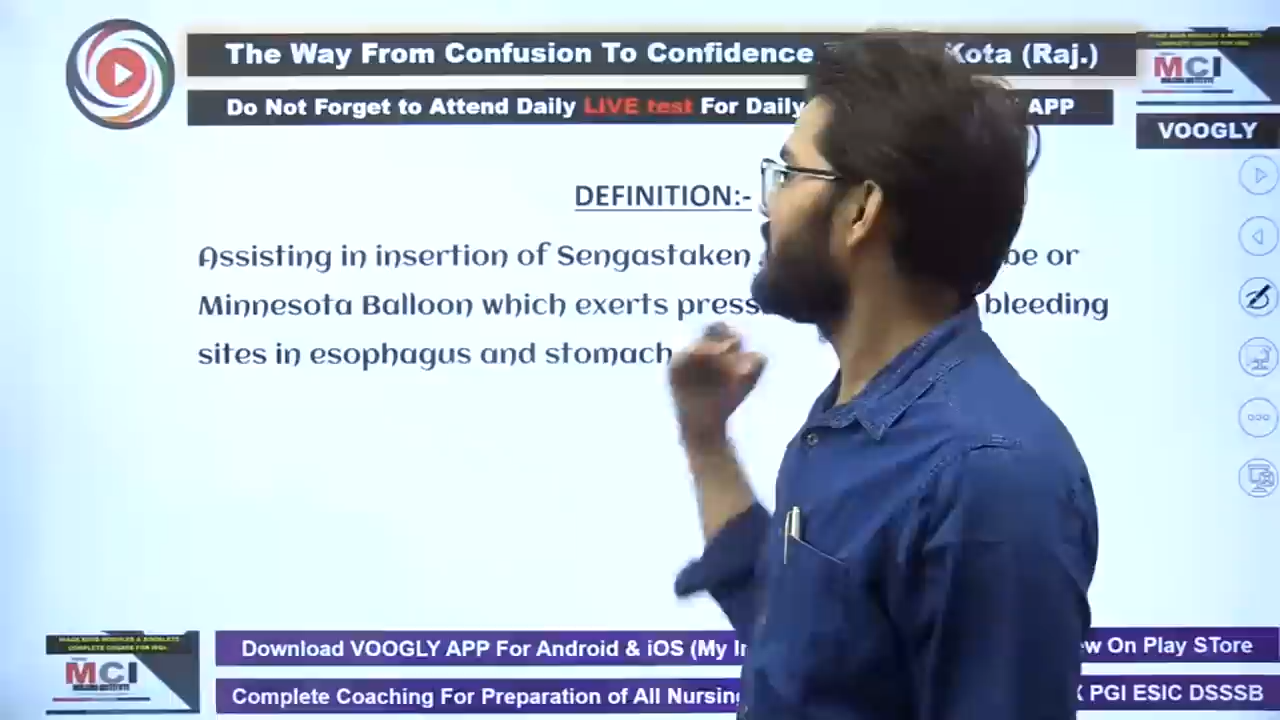 The Way From Confusion To Confidence Kota (Raj.)
Do Not Forget to Attend Daily LIVE test For Daily APP
MCI
VOOGLY
DEFINITION:-
Assisting in insertion of Sengastaken be or
Minnesota Balloon which exerts press bleeding
sites in esophagus and stomach
MCI
Download VOOGLY APP For Android & iOS (My In ew On Play STore
Complete Coaching For Preparation of All Nursing X PGI ESIC DSSSB